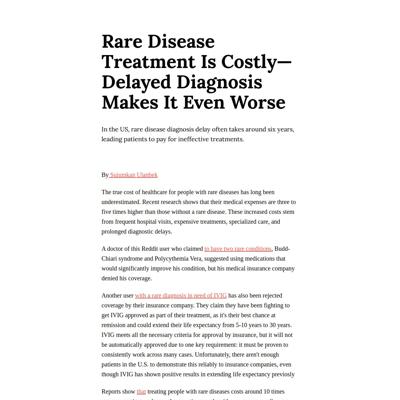 Rare Disease
Treatment Is Costly—
Delayed Diagnosis
Makes It Even Worse
In the US, rare disease diagnosis delay often takes around six years,
leading patients to pay for ineffective treatments.
By Suiumkan Ulanbek
The true cost of healthcare for people with rare diseases has long been
underestimated. Recent research shows that their medical expenses are three to
five times higher than those without a rare disease. These increased costs stem
from frequent hospital visits, expensive treatments, specialized care, and
prolonged diagnostic delays.
A doctor of this Reddit user who claimed to have two rare conditions, Budd-
Chiari syndrome and Polycythemia Vera, suggested using medications that
would significantly improve his condition, but his medical insurance company
denied his coverage.
Another user with a rare diagnosis in need of IVIG has also been rejected
coverage by their insurance company. They claim they have been fighting to
get IVIG approved as part of their treatment, as it's their best chance at
remission and could extend their life expectancy from 5-10 years to 30 years.
IVIG meets all the necessary criteria for approval by insurance, but it will not
be automatically approved due to one key requirement: it must be proven to
consistently work across many cases. Unfortunately, there aren't enough
patients in the U.S. to demonstrate this reliably to insurance companies, even
though IVIG has shown positive results in extending life expectancy previously
Reports show that treating people with rare diseases costs around 10 times